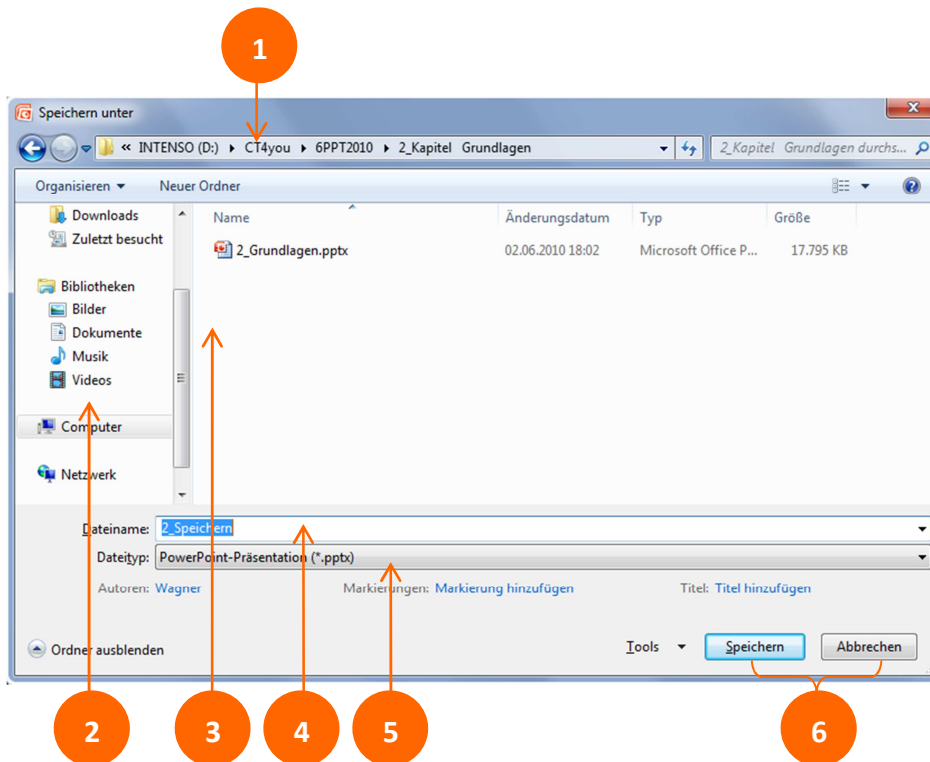 1
Speichern unter
« INTENSO (D:) ▸ CT4you ▸ 6PPT2010 ▸ 2_Kapitel Grundlagen
2_Kapitel Grundlagen durchs...
Organisieren
Neuer Ordner
Downloads
Zuletzt besucht
Bibliotheken
Bilder
Dokumente
Musik
Videos
Computer
Netzwerk
Name Änderungsdatum Typ Größe
2_Grundlagen.pptx 02.06.2010 18:02 Microsoft Office P... 17.795 KB
Dateiname: 2_Speichern
Dateityp: PowerPoint-Präsentation (*.pptx)
Autoren: Wagner Markierungen: Markierung hinzufügen Titel: Titel hinzufügen
Ordner ausblenden Tools Speichern Abbrechen
2 3 4 5 6